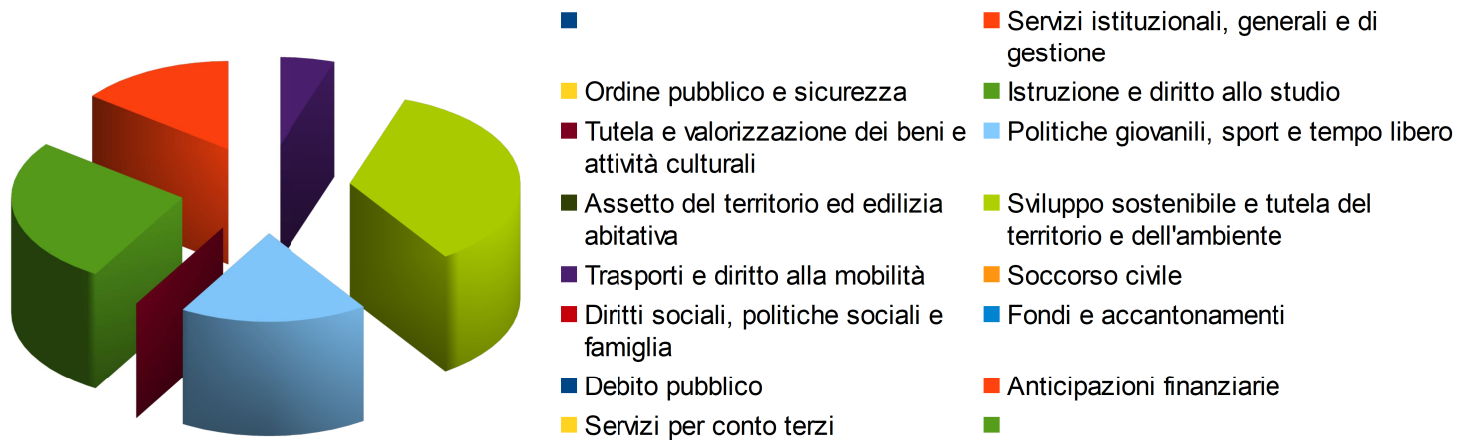 Servizi istituzionali, generali e di
gestione
Ordine pubblico e sicurezza
Istruzione e diritto allo studio
Tutela e valorizzazione dei beni e
attività culturali
Politiche giovanili, sport e tempo libero
Assetto del territorio ed edilizia
abitativa
Sviluppo sostenibile e tutela del
territorio e dell'ambiente
Trasporti e diritto alla mobilità
Soccorso civile
Diritti sociali, politiche sociali e
famiglia
Fondi e accantonamenti
Debito pubblico
Anticipazioni finanziarie
Servizi per conto terzi